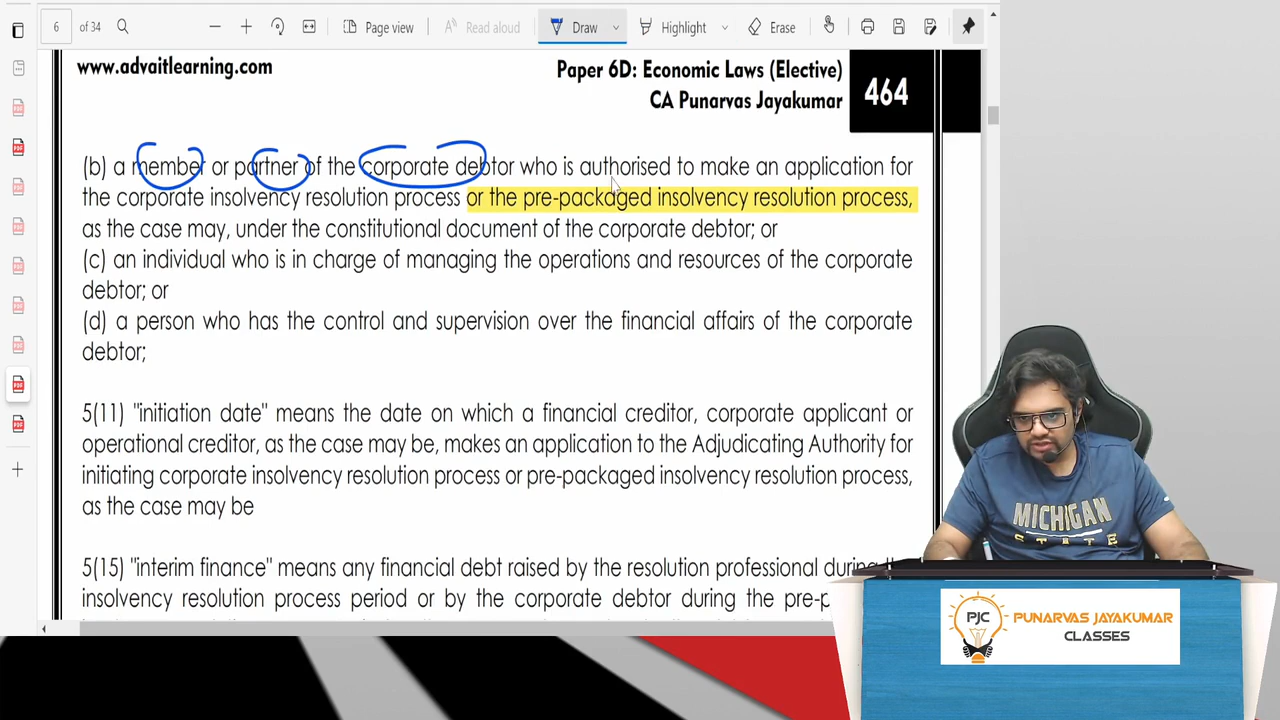 6 of 34 Page view Read aloud Draw Highlight Erase
www.advaitlearning.com Paper 6D: Economic Laws (Elective)
CA Punarvas Jayakumar 464
(b) a member or partner of the corporate debtor who is authorised to make an application for
the corporate insolvency resolution process or the pre-packaged insolvency resolution process,
as the case may, under the constitutional document of the corporate debtor; or
(c) an individual who is in charge of managing the operations and resources of the corporate
debtor; or
(d) a person who has the control and supervision over the financial affairs of the corporate
debtor;
5(11) "initiation date" means the date on which a financial creditor, corporate applicant or
operational creditor, as the case may be, makes an application to the Adjudicating Authority for
initiating corporate insolvency resolution process or pre-packaged insolvency resolution process,
as the case may be
5(15) "interim finance" means any financial debt raised by the resolution professional during
insolvency resolution process period or by the corporate debtor during the
MICHIGAN
STATE
PJC
PUNARVAS JAYAKUMAR
CLASSES